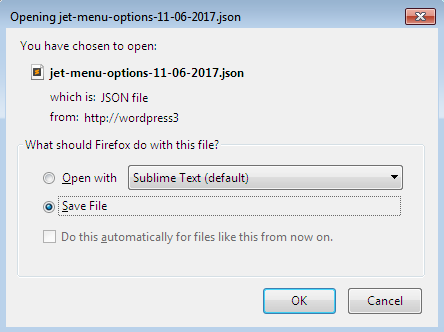 Opening jet-menu-options-11-06-2017.json
You have chosen to open:
jet-menu-options-11-06-2017.json
which is: JSON file
from: http://wordpress3
What should Firefox do with this file?
Open with Sublime Text (default)
Save File
Do this automatically for files like this from now on.
OK Cancel